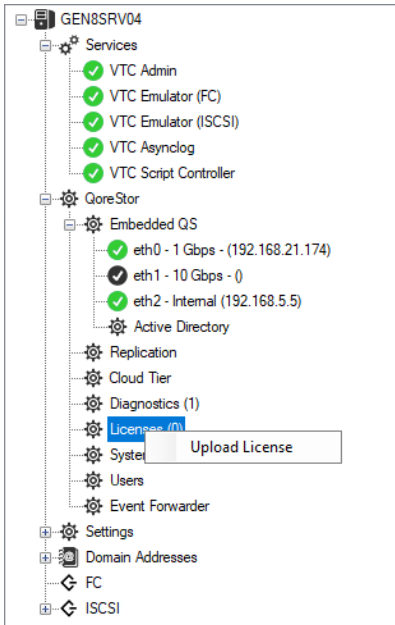 GEN8SRV04
Services
VTC Admin
VTC Emulator (FC)
VTC Emulator (ISCSI)
VTC Asynclog
VTC Script Controller
QoreStor
Embedded QS
eth0 - 1 Gbps - (192.168.21.174)
eth1 - 10 Gbps - ()
eth2 - Internal (192.168.5.5)
Active Directory
Replication
Cloud Tier
Diagnostics (1)
Licenses (0)
Upload License
Users
Event Forwarder
Settings
Domain Addresses
FC
ISCSI